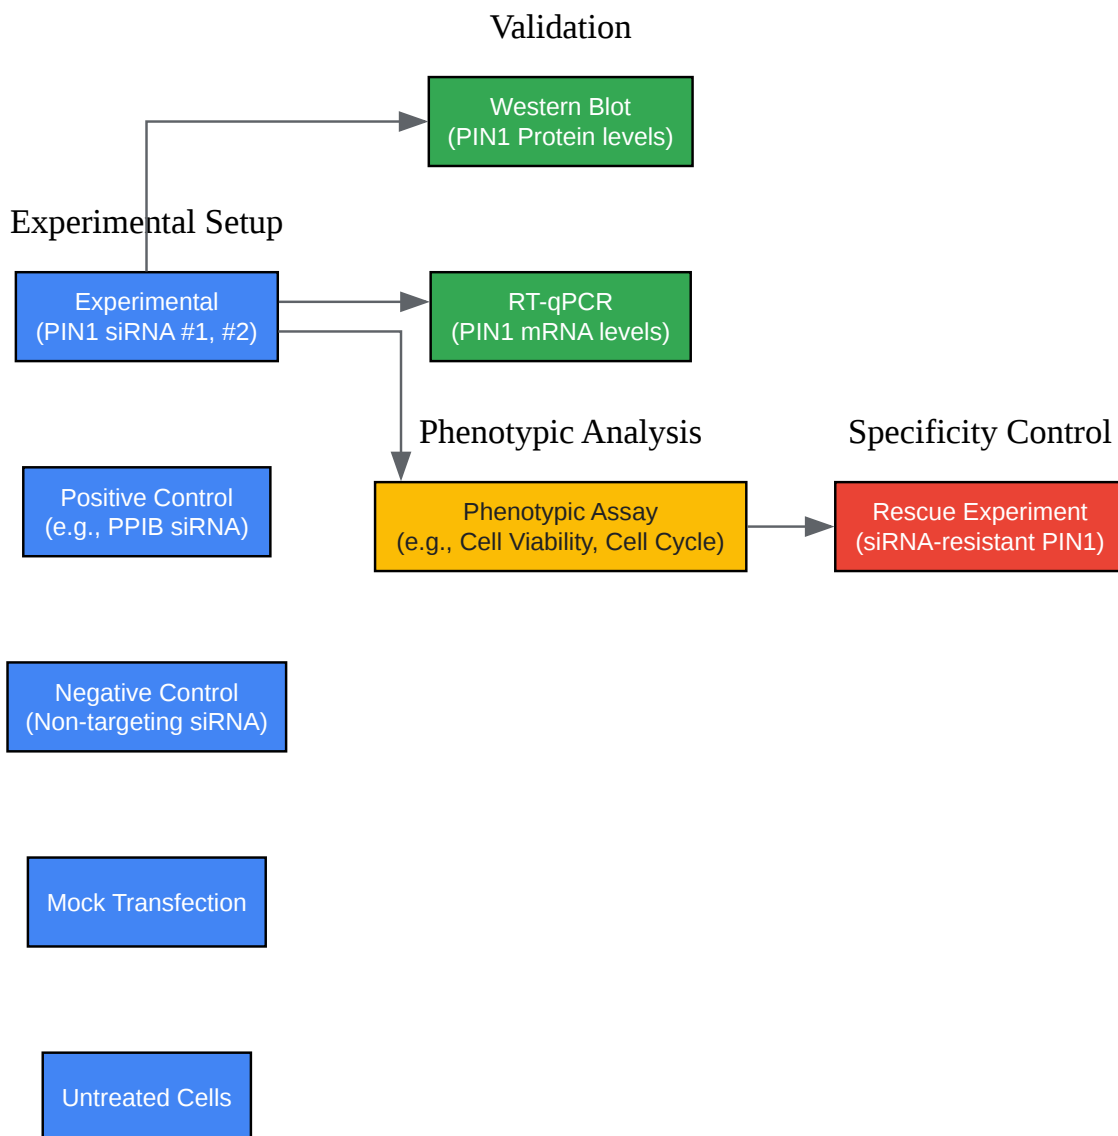 Validation
Western Blot
(PIN1 Protein levels)
Experimental Setup
Experimental
(PIN1 siRNA #1, #2)
RT-qPCR
(PIN1 mRNA levels)
Phenotypic Analysis
Specificity Control
Positive Control
(e.g., PPIB siRNA)
Phenotypic Assay
(e.g., Cell Viability, Cell Cycle)
Rescue Experiment
(siRNA-resistant PIN1)
Negative Control
(Non-targeting siRNA)
Mock Transfection
Untreated Cells